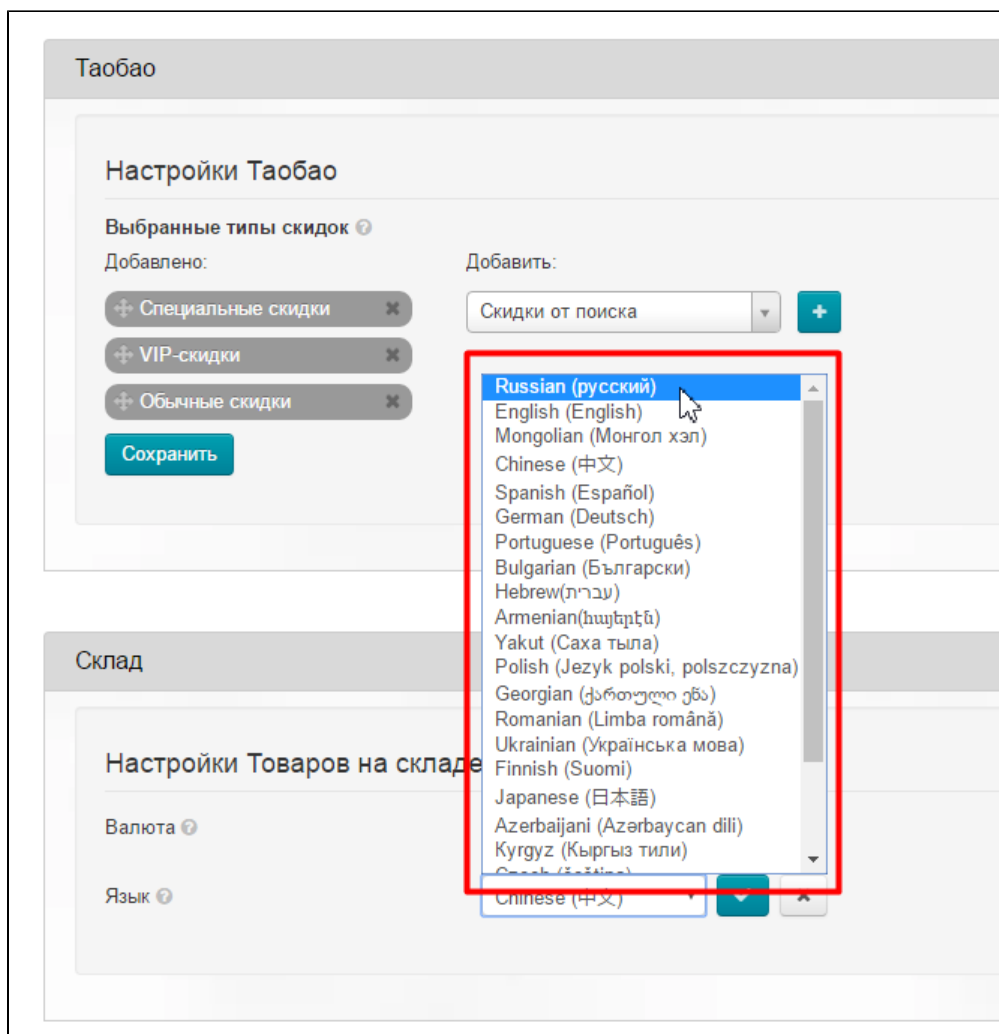 Таобао
Настройки Таобао
Выбранные типы скидок
Добавлено:
Добавить:
Специальные скидки
Скидки от поиска
VIP-скидки
Обычные скидки
Сохранить
Russian (русский)
English (English)
Mongolian (Монгол хэл)
Chinese (中文)
Spanish (Español)
German (Deutsch)
Portuguese (Português)
Bulgarian (Български)
Hebrew(עברית)
Armenian(հայերէն)
Yakut (Саха тыла)
Polish (Jezyk polski, polszczyzna)
Georgian (ქართული ენა)
Romanian (Limba română)
Ukrainian (Українська мова)
Finnish (Suomi)
Japanese (日本語)
Azerbaijani (Azərbaycan dili)
Kyrgyz (Кыргыз тили)
Czech (čeština)
Склад
Настройки Товаров на складе
Валюта
Язык
Chinese (中文)